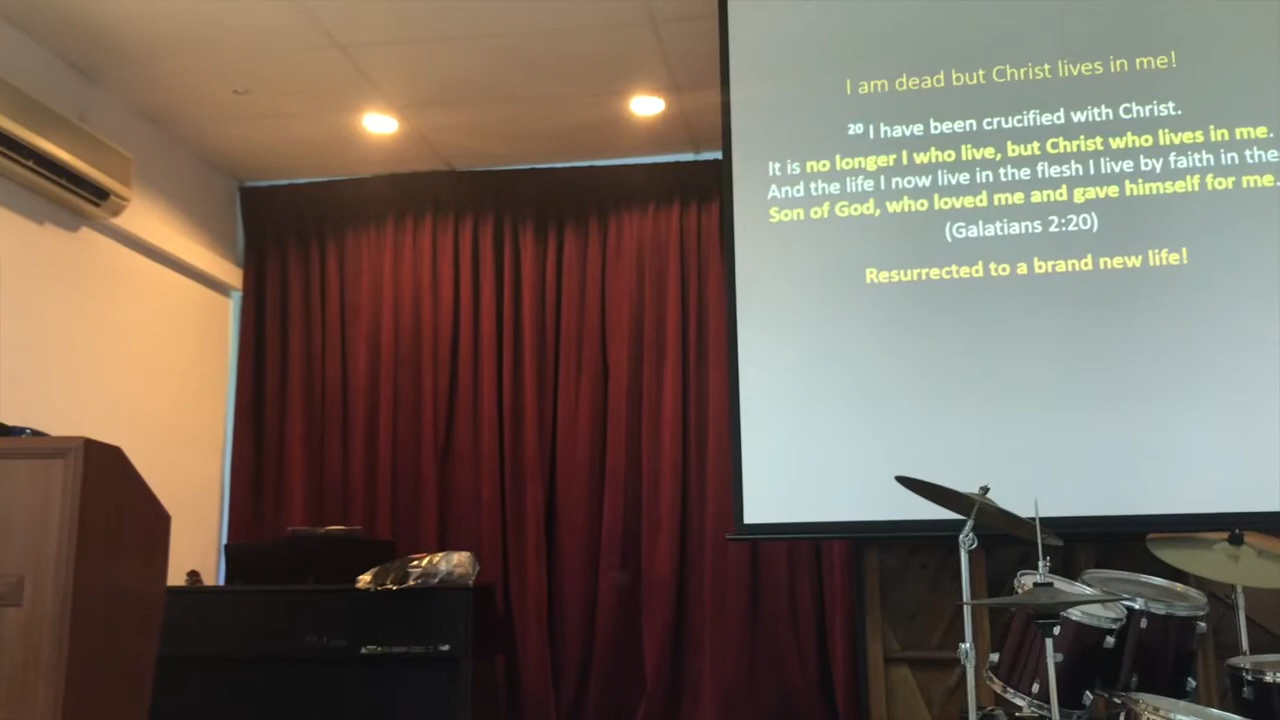 I am dead but Christ lives in me!
20 I have been crucified with Christ.
It is no longer I who live, but Christ who lives in me.
And the life I now live in the flesh I live by faith in the
Son of God, who loved me and gave himself for me.
(Galatians 2:20)
Resurrected to a brand new life!